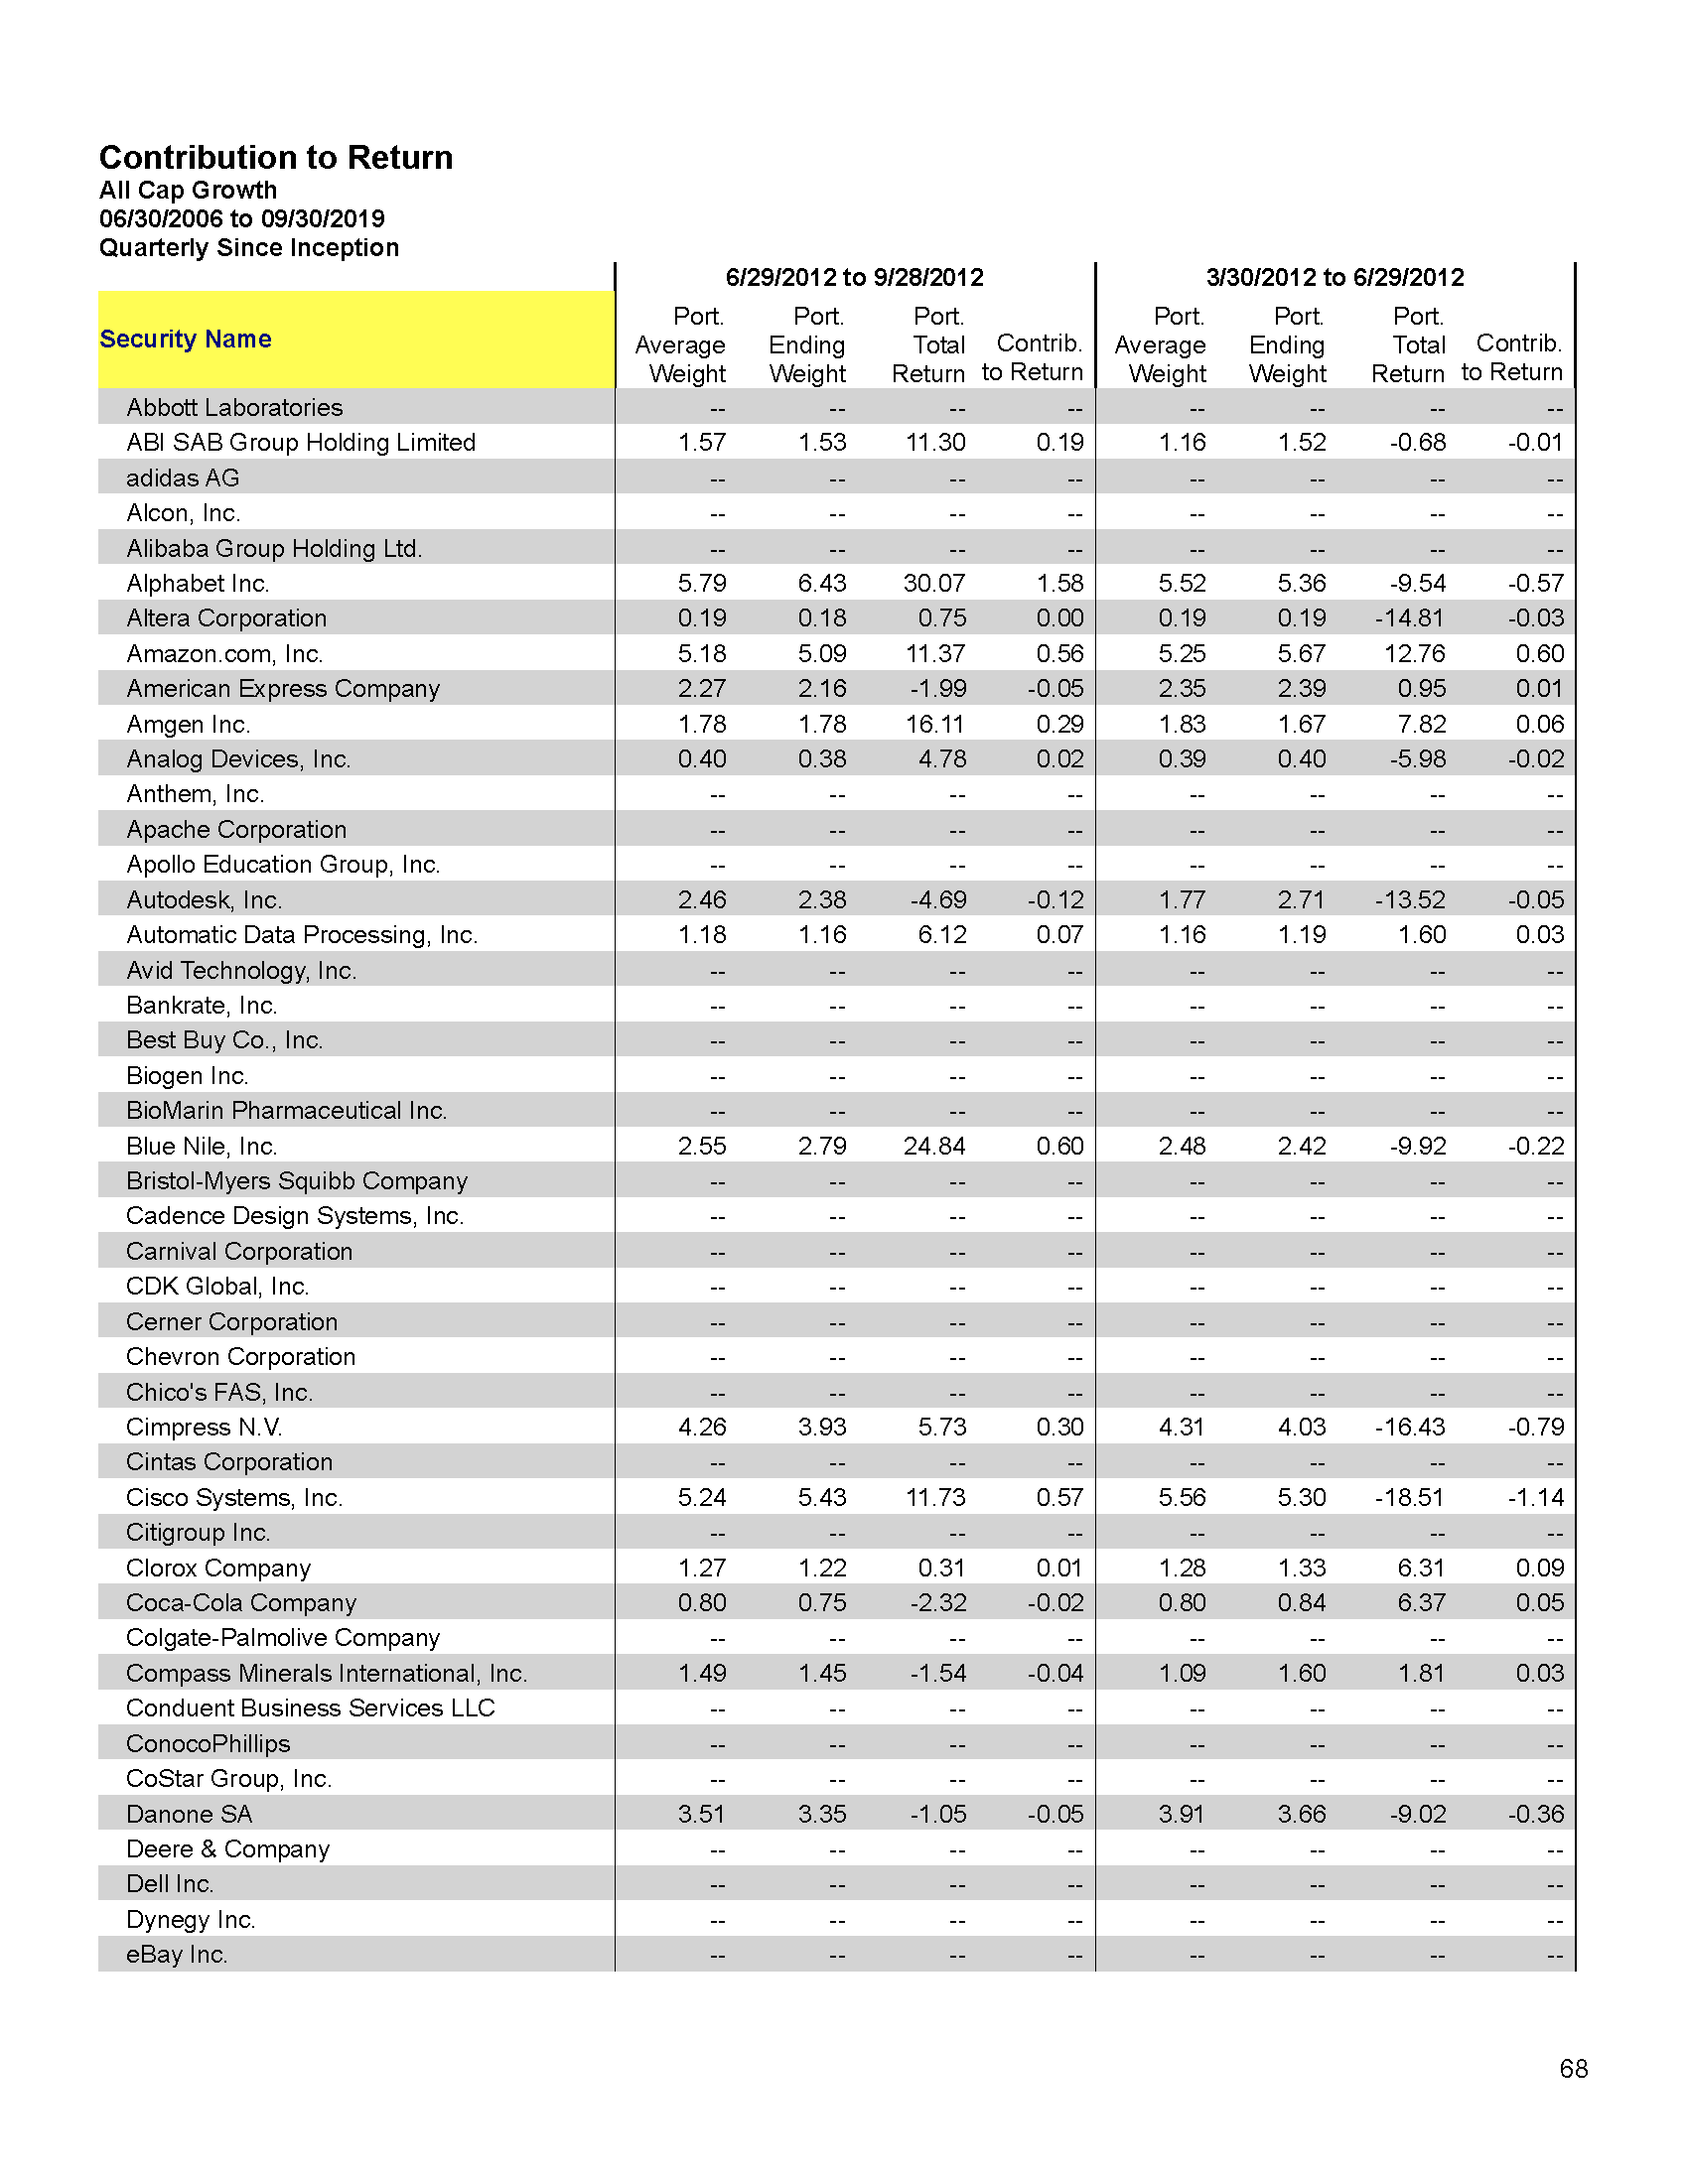 Contribution to Return
All Cap Growth
06/30/2006 to 09/30/2019
Quarterly Since Inception
6/29/2012 to 9/28/2012 3/30/2012 to 6/29/2012
Security Name Port. Average Weight Port. Ending Weight Port. Total Return Contrib. to Return Port. Average Weight Port. Ending Weight Port. Total Return Contrib. to Return
Abbott Laboratories -- -- -- -- -- -- -- --
ABI SAB Group Holding Limited 1.57 1.53 11.30 0.19 1.16 1.52 -0.68 -0.01
adidas AG -- -- -- -- -- -- -- --
Alcon, Inc. -- -- -- -- -- -- -- --
Alibaba Group Holding Ltd. -- -- -- -- -- -- -- --
Alphabet Inc. 5.79 6.43 30.07 1.58 5.52 5.36 -9.54 -0.57
Altera Corporation 0.19 0.18 0.75 0.00 0.19 0.19 -14.81 -0.03
Amazon.com, Inc. 5.18 5.09 11.37 0.56 5.25 5.67 12.76 0.60
American Express Company 2.27 2.16 -1.99 -0.05 2.35 2.39 0.95 0.01
Amgen Inc. 1.78 1.78 16.11 0.29 1.83 1.67 7.82 0.06
Analog Devices, Inc. 0.40 0.38 4.78 0.02 0.39 0.40 -5.98 -0.02
Anthem, Inc. -- -- -- -- -- -- -- --
Apache Corporation -- -- -- -- -- -- -- --
Apollo Education Group, Inc. -- -- -- -- -- -- -- --
Autodesk, Inc. 2.46 2.38 -4.69 -0.12 1.77 2.71 -13.52 -0.05
Automatic Data Processing, Inc. 1.18 1.16 6.12 0.07 1.16 1.19 1.60 0.03
Avid Technology, Inc. -- -- -- -- -- -- -- --
Bankrate, Inc. -- -- -- -- -- -- -- --
Best Buy Co., Inc. -- -- -- -- -- -- -- --
Biogen Inc. -- -- -- -- -- -- -- --
BioMarin Pharmaceutical Inc. -- -- -- -- -- -- -- --
Blue Nile, Inc. 2.55 2.79 24.84 0.60 2.48 2.42 -9.92 -0.22
Bristol-Myers Squibb Company -- -- -- -- -- -- -- --
Cadence Design Systems, Inc. -- -- -- -- -- -- -- --
Carnival Corporation -- -- -- -- -- -- -- --
CDK Global, Inc. -- -- -- -- -- -- -- --
Cerner Corporation -- -- -- -- -- -- -- --
Chevron Corporation -- -- -- -- -- -- -- --
Chico's FAS, Inc. -- -- -- -- -- -- -- --
Cimpress N.V. 4.26 3.93 5.73 0.30 4.31 4.03 -16.43 -0.79
Cintas Corporation -- -- -- -- -- -- -- --
Cisco Systems, Inc. 5.24 5.43 11.73 0.57 5.56 5.30 -18.51 -1.14
Citigroup Inc. -- -- -- -- -- -- -- --
Clorox Company 1.27 1.22 0.31 0.01 1.28 1.33 6.31 0.09
Coca-Cola Company 0.80 0.75 -2.32 -0.02 0.80 0.84 6.37 0.05
Colgate-Palmolive Company -- -- -- -- -- -- -- --
Compass Minerals International, Inc. 1.49 1.45 -1.54 -0.04 1.09 1.60 1.81 0.03
Conduent Business Services LLC -- -- -- -- -- -- -- --
ConocoPhillips -- -- -- -- -- -- -- --
CoStar Group, Inc. -- -- -- -- -- -- -- --
Danone SA 3.51 3.35 -1.05 -0.05 3.91 3.66 -9.02 -0.36
Deere & Company -- -- -- -- -- -- -- --
Dell Inc. -- -- -- -- -- -- -- --
Dynegy Inc. -- -- -- -- -- -- -- --
eBay Inc. -- -- -- -- -- -- -- --
68